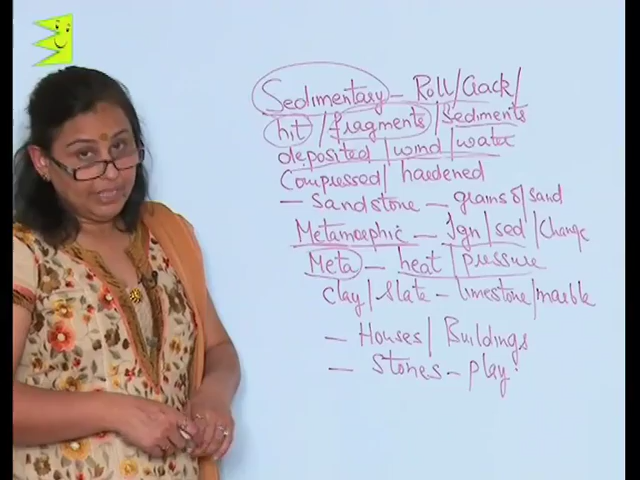 Sedimentary - Roll/Crack/
hit/fragments/sediments
deposited/wind/water
Compressed/hardened
- Sandstone - grains of sand
Metamorphic - Ign/sed/Change
Meta - heat/pressure
clay/slate - limestone/marble
- Houses/Buildings
- Stones - play.